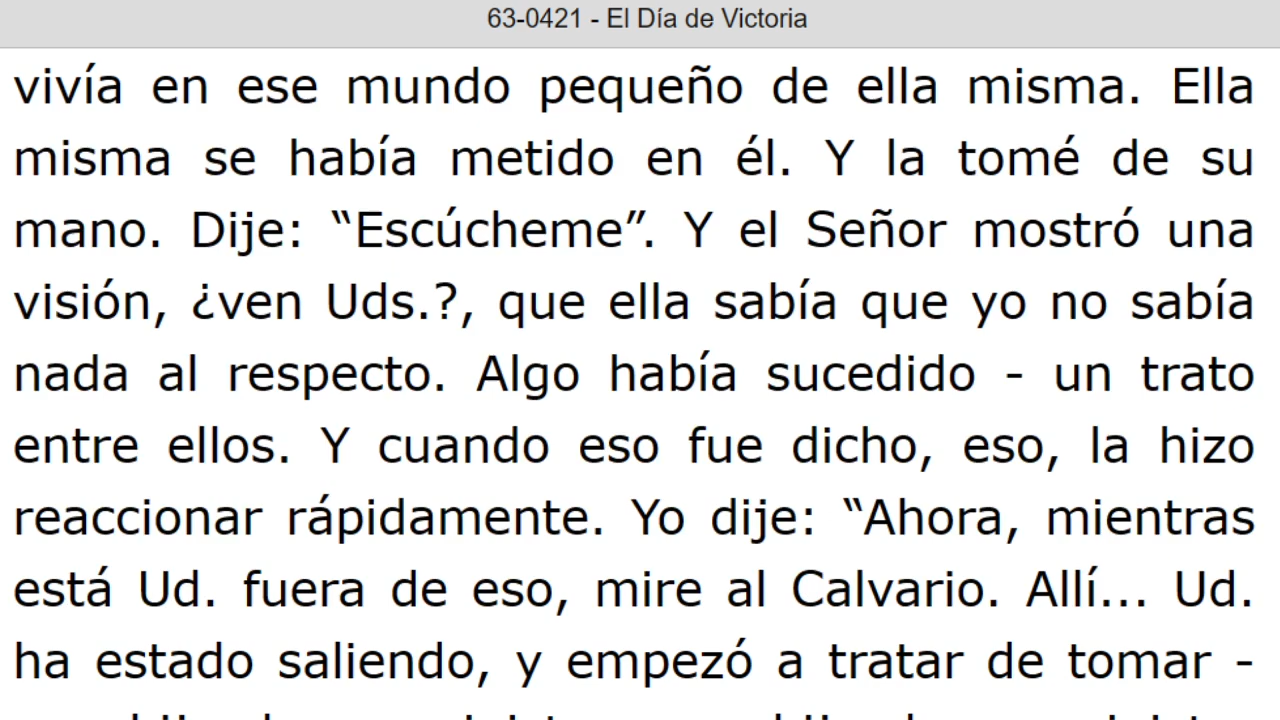 63-0421 - El Día de Victoria
vivía en ese mundo pequeño de ella misma. Ella
misma se había metido en él. Y la tomé de su
mano. Dije: “Escúcheme”. Y el Señor mostró una
visión, ¿ven Uds.?, que ella sabía que yo no sabía
nada al respecto. Algo había sucedido - un trato
entre ellos. Y cuando eso fue dicho, eso, la hizo
reaccionar rápidamente. Yo dije: “Ahora, mientras
está Ud. fuera de eso, mire al Calvario. Allí... Ud.
ha estado saliendo, y empezó a tratar de tomar -